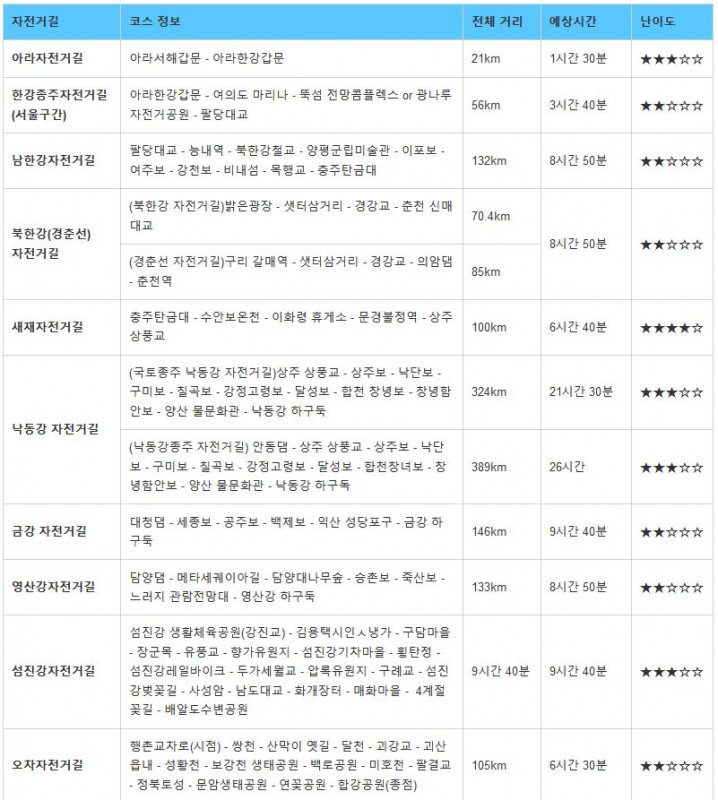 자전거길 코스 정보 전체 거리 예상시간 난이도
아라자전거길 아라서해갑문 - 아라한강갑문 21km 1시간 30분 ★★★☆☆
한강종주자전거길
(서울구간)
아라한강갑문 - 여의도 마리나 - 뚝섬 전망콤플렉스 or 광나루
자전거공원 - 팔당대교
56km 3시간 40분 ★★☆☆☆
남한강자전거길
팔당대교 - 능내역 - 북한강철교 - 양평군립미술관 - 이포보 -
여주보 - 강천보 - 비내섬 - 목행교 - 충주탄금대
132km 8시간 50분 ★★☆☆☆
북한강(경춘선)
자전거길
(북한강 자전거길)밝은광장 - 샛터삼거리 - 경강교 - 춘천 신매
대교
70.4km
(경춘선 자전거길)구리 갈매역 - 샛터삼거리 - 경강교 - 의암댐
- 춘천역
85km
8시간 50분 ★★☆☆☆
새재자전거길
충주탄금대 - 수안보온천 - 이화령 휴게소 - 문경불정역 - 상주
상풍교
100km 6시간 40분 ★★★★☆
낙동강 자전거길
(국토종주 낙동강 자전거길)상주 상풍교 - 상주보 - 낙단보 -
구미보 - 칠곡보 - 강정고령보 - 달성보 - 합천 창녕보 - 창녕함
안보 - 양산 물문화관 - 낙동강 하구둑
324km 21시간 30분 ★★★☆☆
(낙동강종주 자전거길) 안동댐 - 상주 상풍교 - 상주보 - 낙단
보 - 구미보 - 칠곡보 - 강정고령보 - 달성보 - 합천창녀보 - 창
녕함안보 - 양산 물문화관 - 낙동강 하구독
389km 26시간 ★★★☆☆
금강 자전거길
대청댐 - 세종보 - 공주보 - 백제보 - 익산 성당포구 - 금강 하
구둑
146km 9시간 40분 ★★☆☆☆
영산강자전거길
담양댐 - 메타세퀘이아길 - 담양대나무숲 - 승촌보 - 죽산보 -
느러지 관람전망대 - 영산강 하구둑
133km 8시간 50분 ★★☆☆☆
섬진강자전거길
섬진강 생활체육공원(강진교) - 김용택시인ㅅ냉가 - 구담마을
- 장군목 - 유풍교 - 향가유원지 - 섬진강기차마을 - 횡탄정 -
섬진강레일바이크 - 두가세월교 - 압록유원지 - 구례교 - 섬진
강벚꽃길 - 사성암 - 남도대교 - 화개장터 - 매화마을 - 4계절
꽃길 - 배알도수변공원
9시간 40분 9시간 40분 ★★★☆☆
오차자전거길
행촌교차로(시점) - 쌍천 - 산막이 옛길 - 달천 - 괴강교 - 괴산
읍내 - 성황천 - 보강천 생태공원 - 백로공원 - 미호천 - 팔결교
- 정북토성 - 문암생태공원 - 연꽃공원 - 합강공원(종점)
105km 6시간 30분 ★★☆☆☆